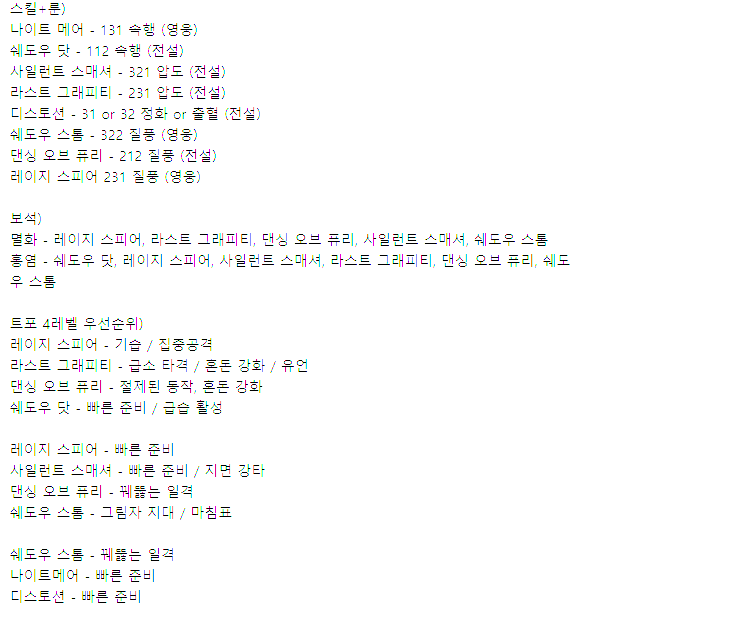 스킬+룬)
나이트 메어 - 131 속행 (영웅)
쉐도우 닷 - 112 속행 (전설)
사일런트 스매셔 - 321 압도 (전설)
라스트 그래피티 - 231 압도 (전설)
디스토션 - 31 or 32 정화 or 출혈 (전설)
쉐도우 스톰 - 322 질풍 (영웅)
댄싱 오브 퓨리 - 212 질풍 (전설)
레이지 스피어 231 질풍 (영웅)
보석)
멸화 - 레이지 스피어, 라스트 그래피티, 댄싱 오브 퓨리, 사일런트 스매셔, 쉐도우 스톰
홍염 - 쉐도우 닷, 레이지 스피어, 사일런트 스매셔, 라스트 그래피티, 댄싱 오브 퓨리, 쉐도
우 스톰
트포 4레벨 우선순위)
레이지 스피어 - 기습 / 집중공격
라스트 그래피티 - 급소 타격 / 혼돈 강화 / 유언
댄싱 오브 퓨리 - 절제된 동작, 혼돈 강화
쉐도우 닷 - 빠른 준비 / 급습 활성
레이지 스피어 - 빠른 준비
사일런트 스매셔 - 빠른 준비 / 지면 강타
댄싱 오브 퓨리 - 꿰뚫는 일격
쉐도우 스톰 - 그림자 지대 / 마침표
쉐도우 스톰 - 꿰뚫는 일격
나이트메어 - 빠른 준비
디스토션 - 빠른 준비